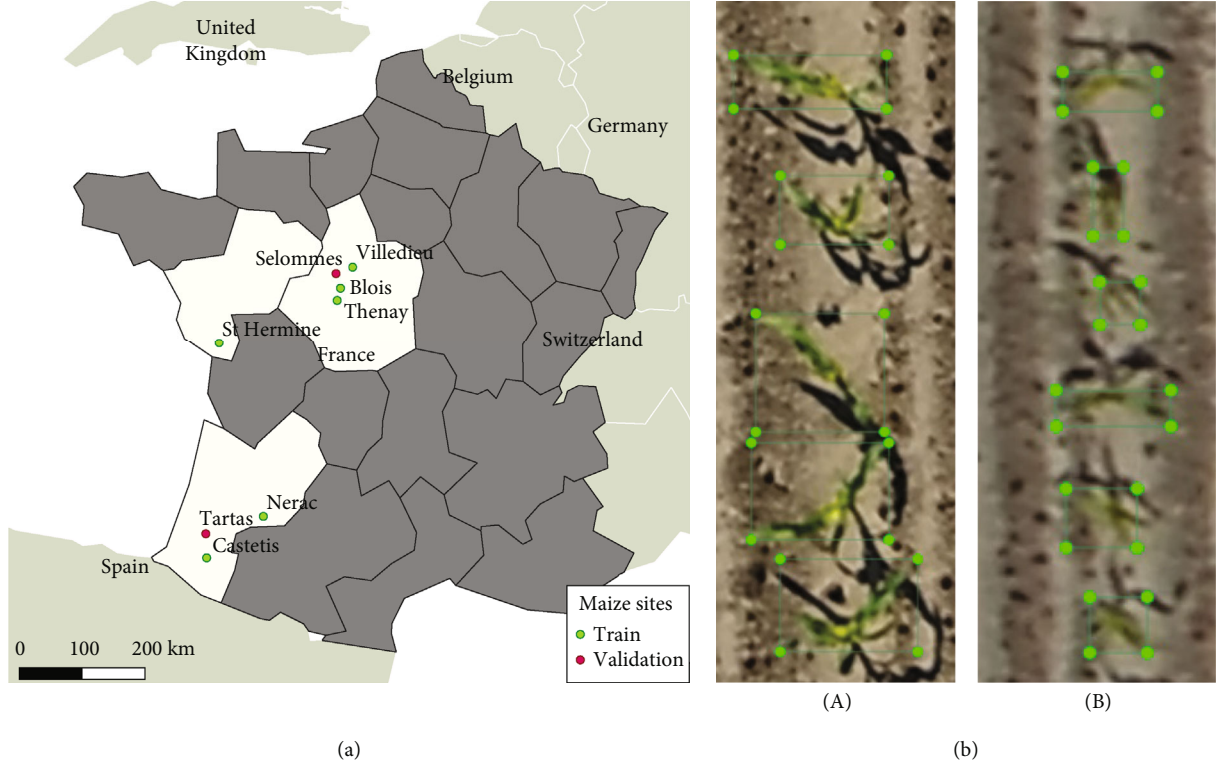 United
Kingdom
Belgium
Germany
Selommes
Villedieu
Blois
Thenay
St Hermine
France
Switzerland
Nerac
Tartas
Castetis
Spain
Maize sites
Train
Validation
0 100 200 km
(A)
(B)
(a)
(b)